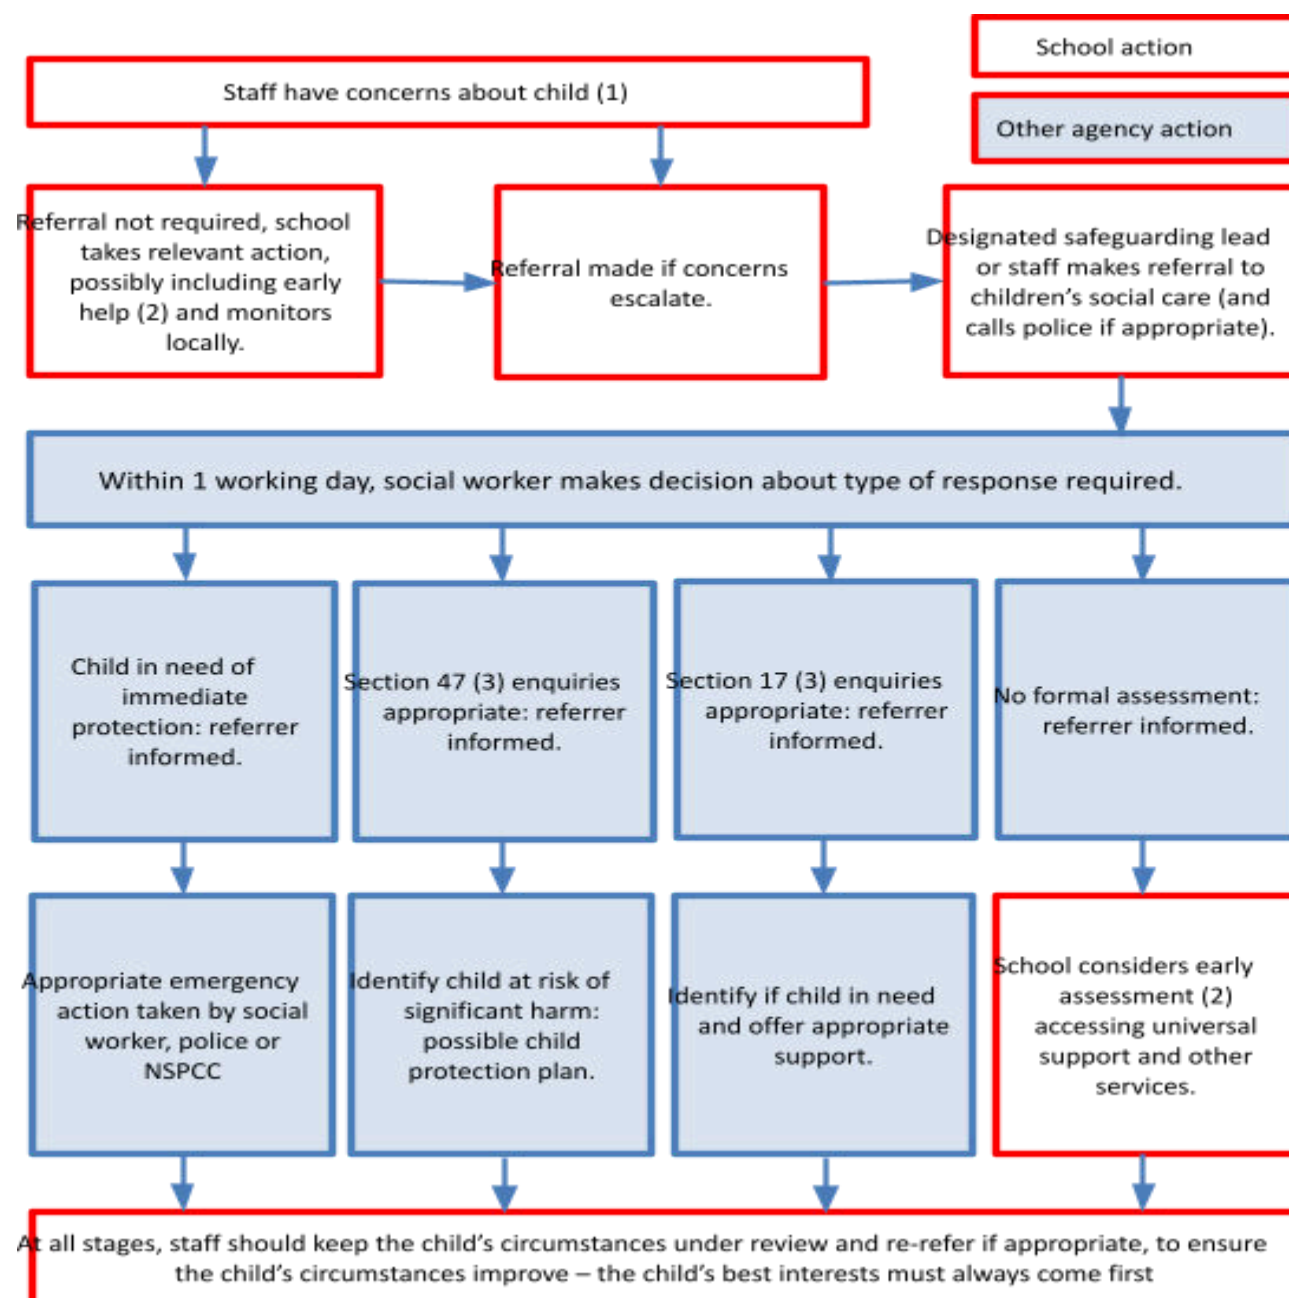 School action
Staff have concerns about child (1)
Other agency action
Referral not required, school
takes relevant action,
possibly including early
help (2) and monitors
locally.
Referral made if concerns
escalate.
Designated safeguarding lead
or staff makes referral to
children’s social care (and
calls police if appropriate).
Within 1 working day, social worker makes decision about type of response required.
Child in need of
immediate
protection: referrer
informed.
Section 47 (3) enquiries
appropriate: referrer
informed.
Section 17 (3) enquiries
appropriate: referrer
informed.
No formal assessment:
referrer informed.
Appropriate emergency
action taken by social
worker, police or
NSPCC
Identify child at risk of
significant harm:
possible child
protection plan.
Identify if child in need
and offer appropriate
support.
School considers early
assessment (2)
accessing universal
support and other
services.
At all stages, staff should keep the child’s circumstances under review and re-refer if appropriate, to ensure
the child’s circumstances improve – the child’s best interests must always come first